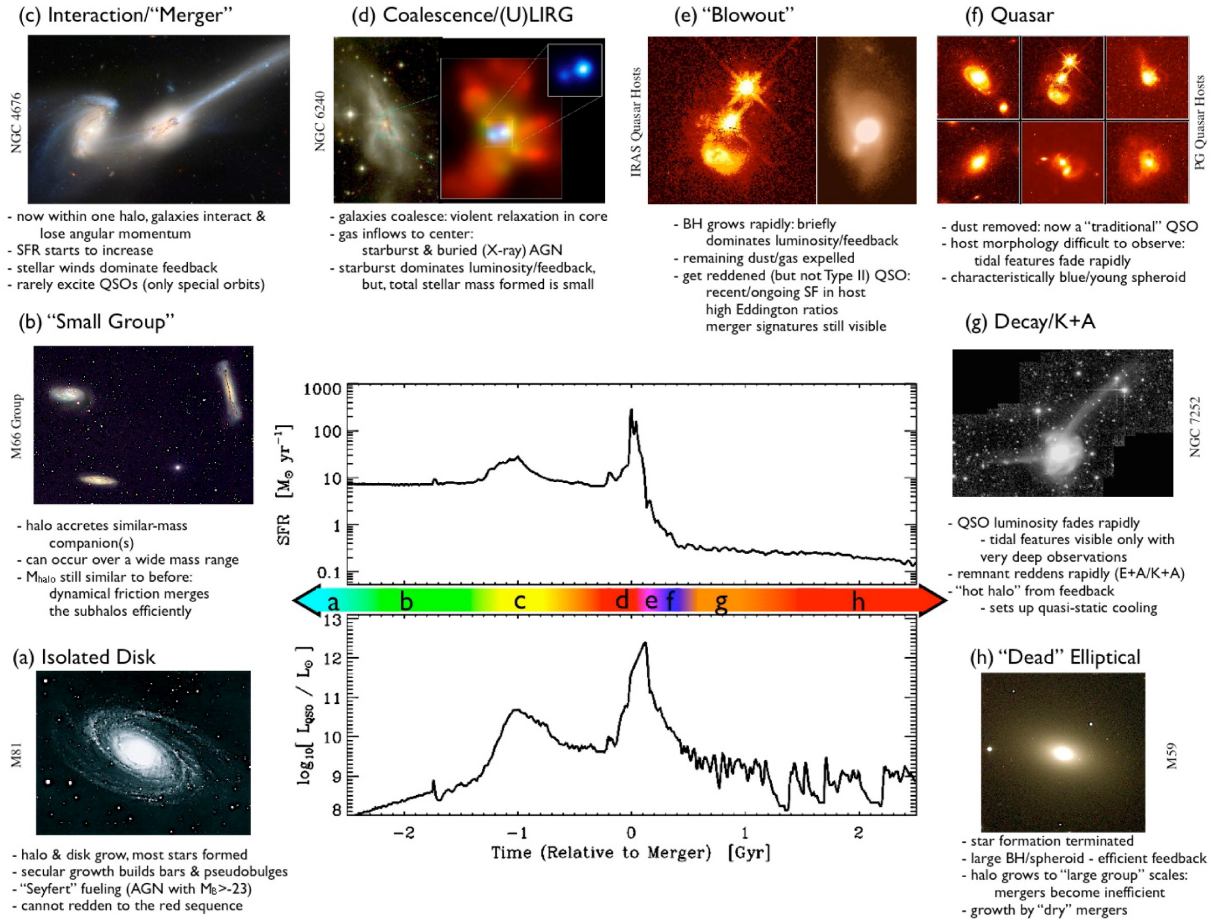 (c) Interaction/“Merger”
NGC 4676
- now within one halo, galaxies interact &
lose angular momentum
- SFR starts to increase
- stellar winds dominate feedback
- rarely excite QSOs (only special orbits)
(d) Coalescence/(U)LIRG
NGC 6240
- galaxies coalesce: violent relaxation in core
- gas inflows to center:
starburst & buried (X-ray) AGN
- starburst dominates luminosity/feedback,
but, total stellar mass formed is small
(e) “Blowout”
IRAS Quasar Hosts
- BH grows rapidly: briefly
dominates luminosity/feedback
- remaining dust/gas expelled
- get reddened (but not Type II) QSO:
recent/ongoing SF in host
high Eddington ratios
merger signatures still visible
(f) Quasar
PG Quasar Hosts
- dust removed: now a “traditional” QSO
- host morphology difficult to observe:
tidal features fade rapidly
- characteristically blue/young spheroid
(b) “Small Group”
M66 Group
- halo accretes similar-mass
companion(s)
- can occur over a wide mass range
- Mhalo still similar to before:
dynamical friction merges
the subhalos efficiently
(g) Decay/K+A
NGC 7252
- QSO luminosity fades rapidly
- tidal features visible only with
very deep observations
- remnant reddens rapidly (E+A/K+A)
- “hot halo” from feedback
- sets up quasi-static cooling
(a) Isolated Disk
M81
- halo & disk grow, most stars formed
- secular growth builds bars & pseudobulges
- “Seyfert” fueling (AGN with MB>-23)
- cannot redden to the red sequence
SFR [M☉ yr⁻¹]
1000
100
10
1
0.1
a b c d e f g h
log10[ LQSO / L☉ ]
13
12
11
10
9
8
-2 -1 0 1 2
Time (Relative to Merger) [Gyr]
(h) “Dead” Elliptical
M59
- star formation terminated
- large BH/spheroid - efficient feedback
- halo grows to “large group” scales:
mergers become inefficient
- growth by “dry” mergers